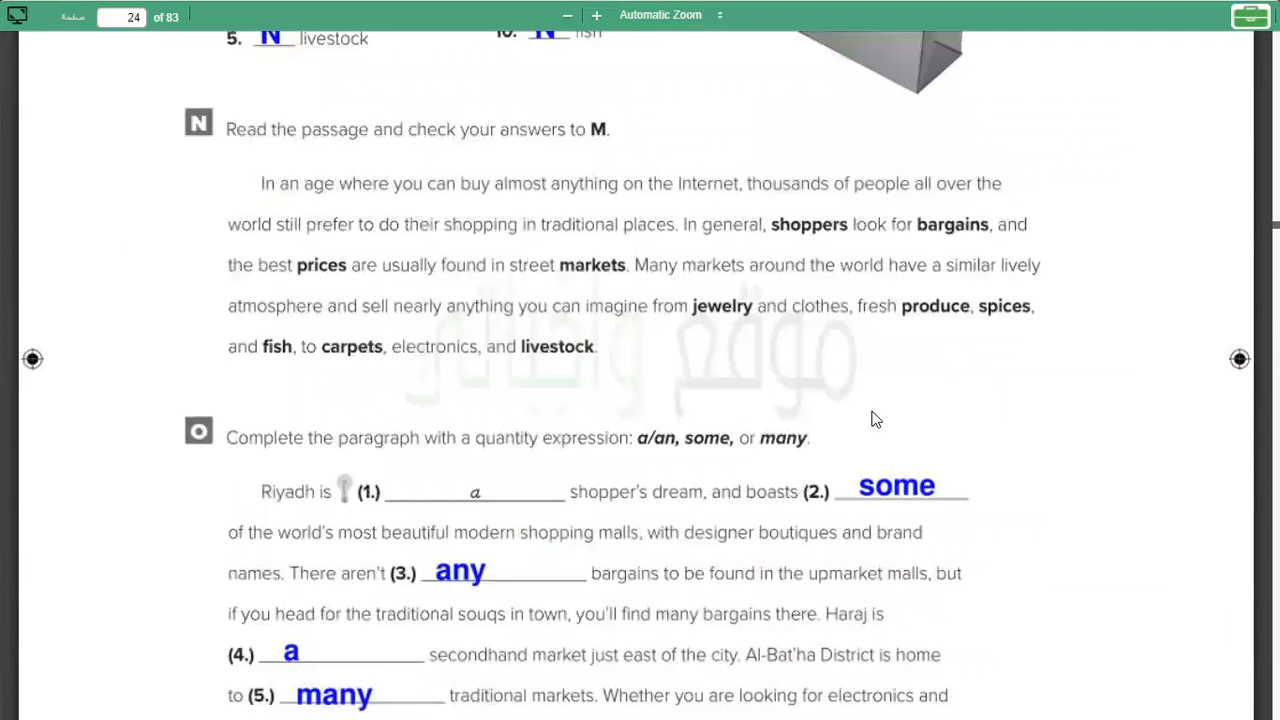 صفحة 24 of 83 Automatic Zoom
5. N livestock 10. N fish
N Read the passage and check your answers to M.
In an age where you can buy almost anything on the Internet, thousands of people all over the
world still prefer to do their shopping in traditional places. In general, shoppers look for bargains, and
the best prices are usually found in street markets. Many markets around the world have a similar lively
atmosphere and sell nearly anything you can imagine from jewelry and clothes, fresh produce, spices,
and fish, to carpets, electronics, and livestock.
موقع واجباتي
O Complete the paragraph with a quantity expression: a/an, some, or many.
Riyadh is (1.) a shopper's dream, and boasts (2.) some
of the world's most beautiful modern shopping malls, with designer boutiques and brand
names. There aren't (3.) any bargains to be found in the upmarket malls, but
if you head for the traditional souqs in town, you'll find many bargains there. Haraj is
(4.) a secondhand market just east of the city. Al-Bat'ha District is home
to (5.) many traditional markets. Whether you are looking for electronics and